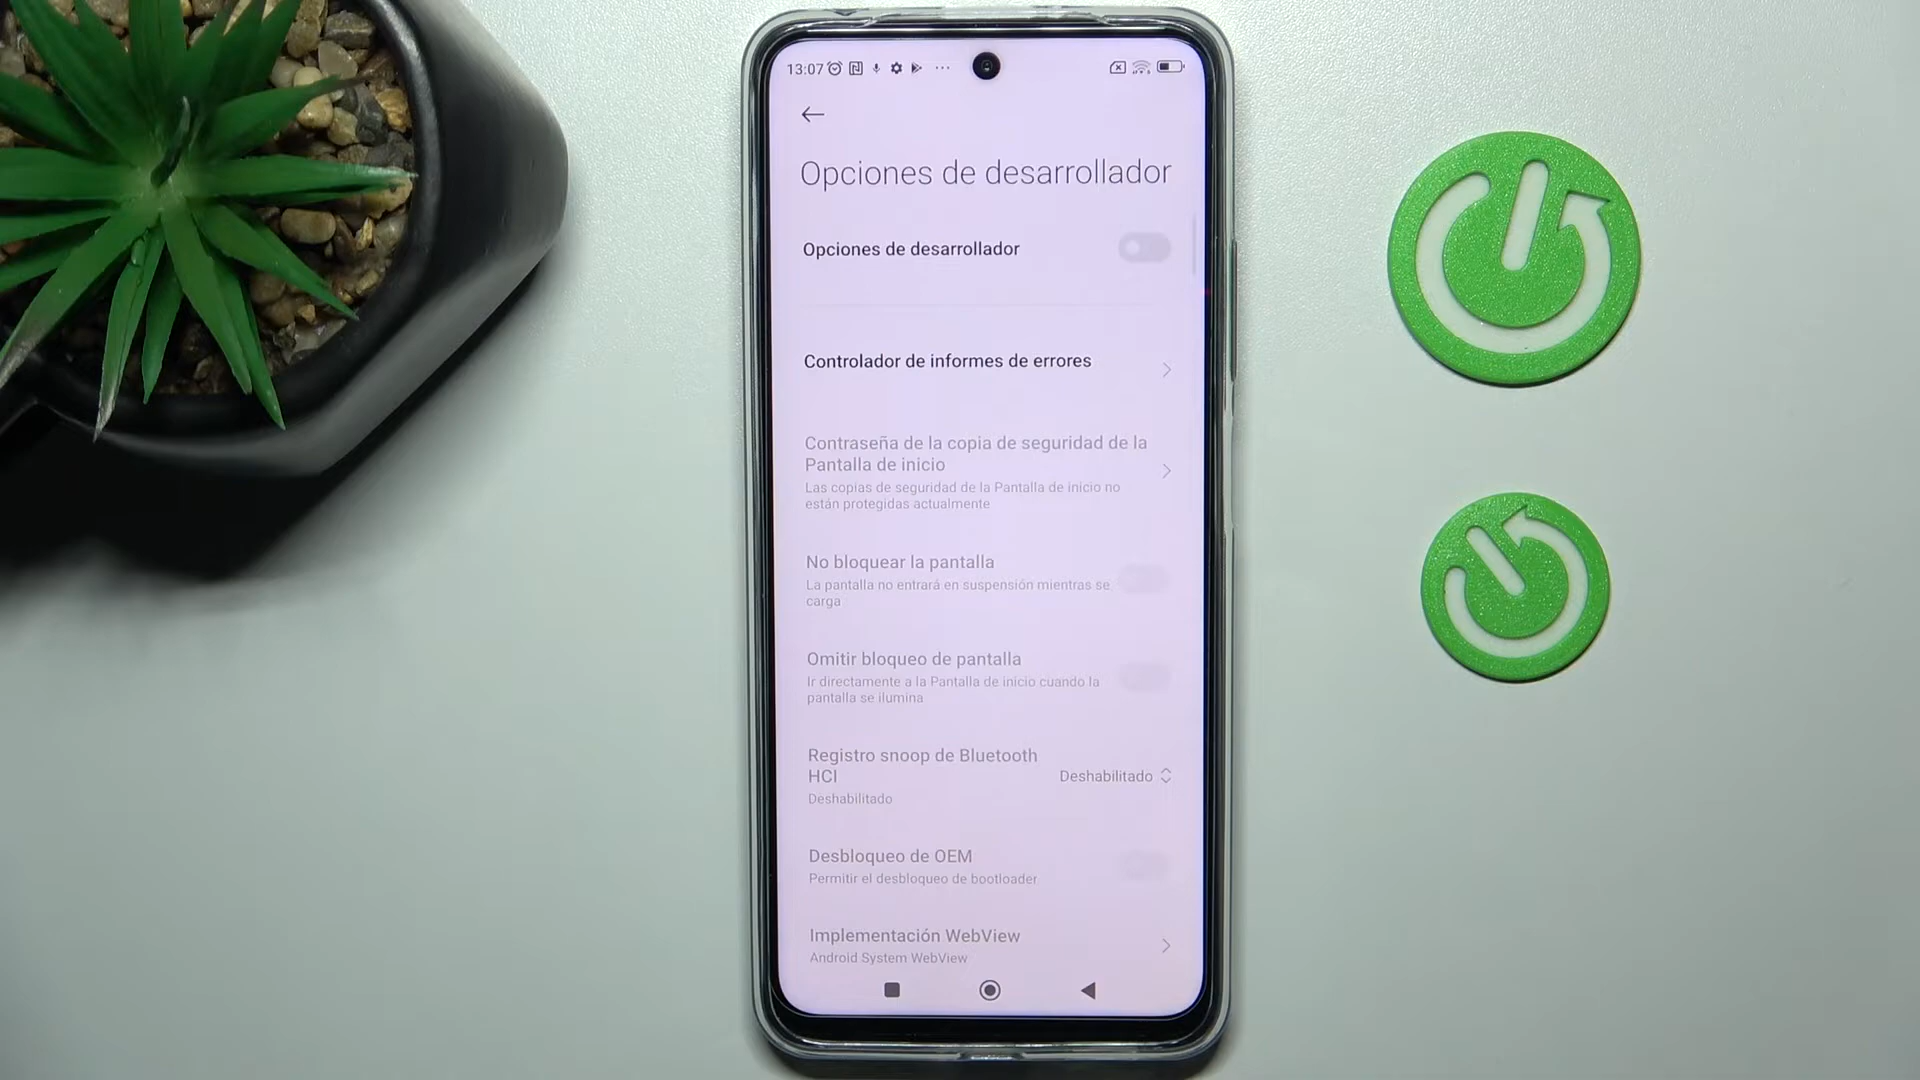 13:07
Opciones de desarrollador
Opciones de desarrollador
Controlador de informes de errores
Contraseña de la copia de seguridad de la
Pantalla de inicio
Las copias de seguridad de la Pantalla de inicio no
están protegidas actualmente
No bloquear la pantalla
La pantalla no entrará en suspensión mientras se
carga
Omitir bloqueo de pantalla
Ir directamente a la Pantalla de inicio cuando la
pantalla se ilumina
Registro snoop de Bluetooth
HCI
Deshabilitado
Deshabilitado
Desbloqueo de OEM
Permitir el desbloqueo de bootloader
Implementación WebView
Android System WebView